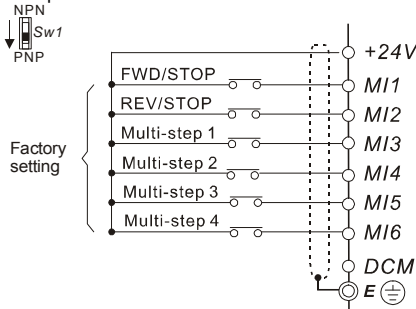 NPN
Sw1
PNP
+24V
FWD/STOP
MI1
REV/STOP
MI2
Multi-step 1
MI3
Factory
setting
Multi-step 2
MI4
Multi-step 3
MI5
Multi-step 4
MI6
DCM
E